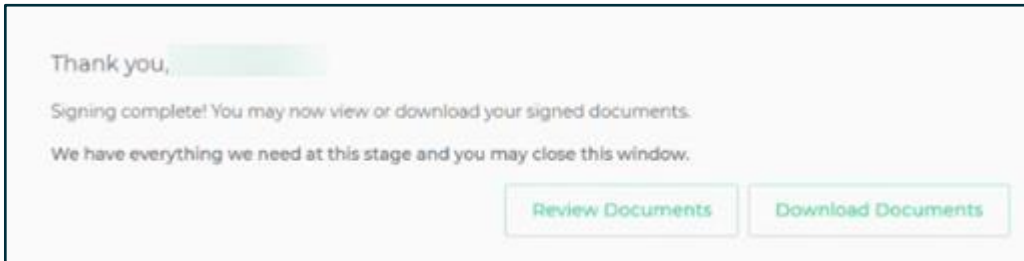 Thank you,
Signing complete! You may now view or download your signed documents.
We have everything we need at this stage and you may close this window.
Review Documents
Download Documents